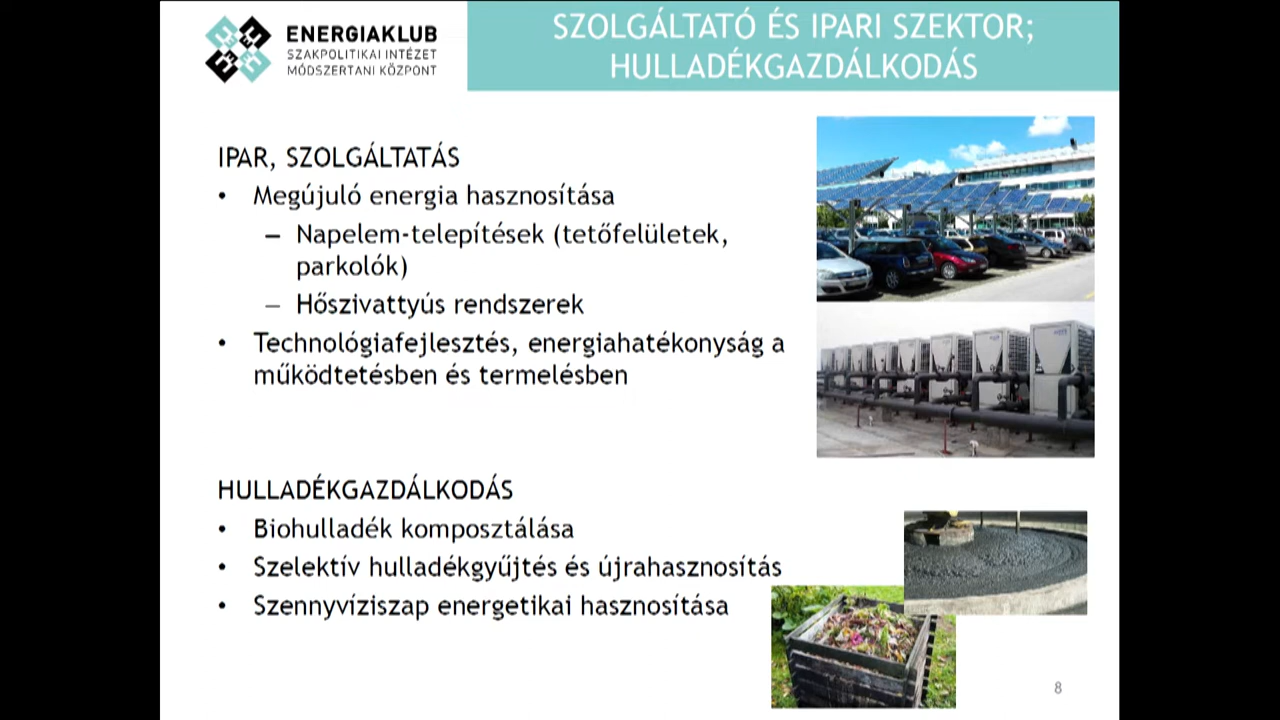 ENERGIAKLUB
SZAKPOLITIKAI INTÉZET
MÓDSZERTANI KÖZPONT
SZOLGÁLTATÓ ÉS IPARI SZEKTOR;
HULLADÉKGAZDÁLKODÁS
IPAR, SZOLGÁLTATÁS
• Megújuló energia hasznosítása
– Napelem-telepítések (tetőfelületek,
parkolók)
– Hőszivattyús rendszerek
• Technológiafejlesztés, energiahatékonyság a
működtetésben és termelésben
HULLADÉKGAZDÁLKODÁS
• Biohulladék komposztálása
• Szelektív hulladékgyűjtés és újrahasznosítás
• Szennyvíziszap energetikai hasznosítása
8